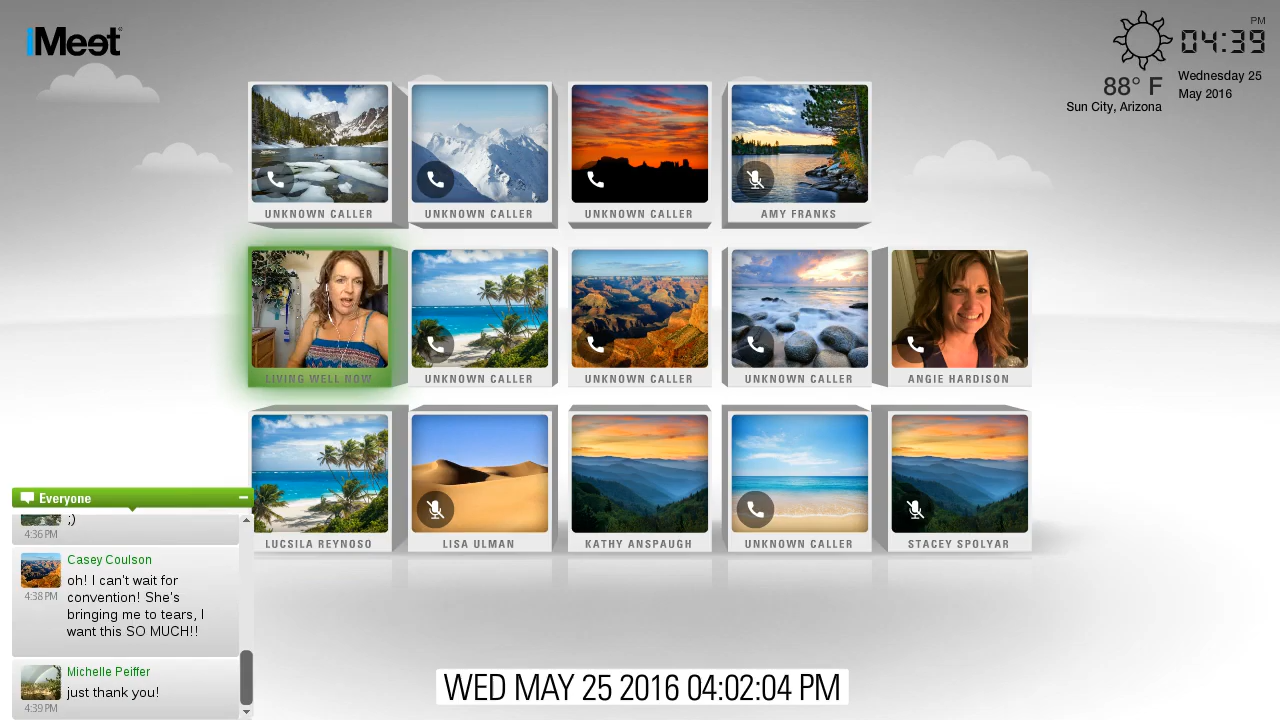 iMeet
PM
04:39
88° F
Wednesday 25
May 2016
Sun City, Arizona
UNKNOWN CALLER
UNKNOWN CALLER
UNKNOWN CALLER
AMY FRANKS
LIVING WELL NOW
UNKNOWN CALLER
UNKNOWN CALLER
UNKNOWN CALLER
ANGIE HARDISON
LUCSILA REYNOSO
LISA ULMAN
KATHY ANSPAUGH
UNKNOWN CALLER
STACEY SPOLYAR
Everyone
;)
4:36 PM
Casey Coulson
4:38 PM
oh! I can't wait for
convention! She's
bringing me to tears, I
want this SO MUCH!!
Michelle Peiffer
just thank you!
4:39 PM
WED MAY 25 2016 04:02:04 PM